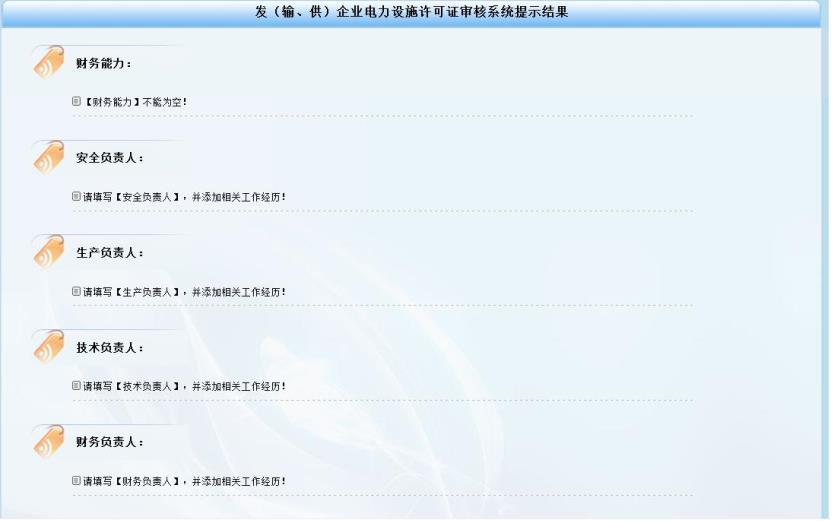 发（输、供）企业电力设施许可证审核系统提示结果
财务能力：
【财务能力】不能为空！
安全负责人：
请填写【安全负责人】，并添加相关工作经历！
生产负责人：
请填写【生产负责人】，并添加相关工作经历！
技术负责人：
请填写【技术负责人】，并添加相关工作经历！
财务负责人：
请填写【财务负责人】，并添加相关工作经历！